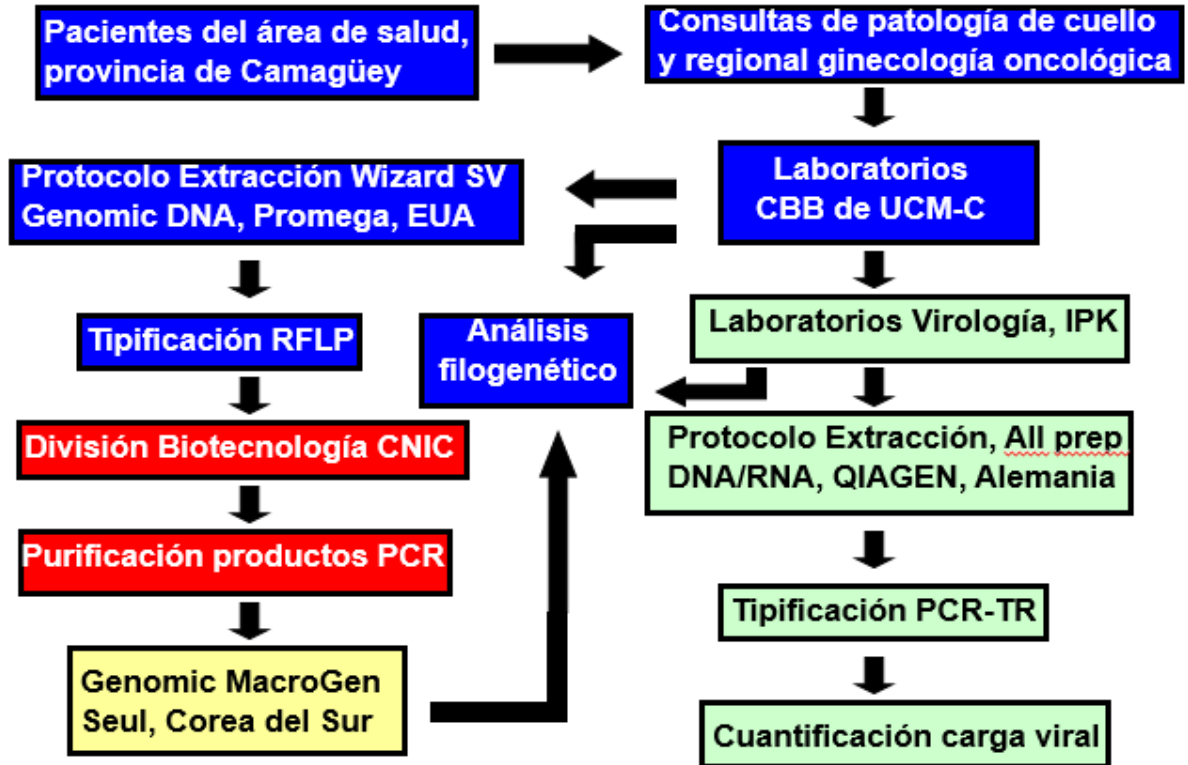 Pacientes del área de salud,
provincia de Camagüey
Consultas de patología de cuello
y regional ginecología oncológica
Laboratorios
CBB de UCM-C
Protocolo Extracción Wizard SV
Genomic DNA, Promega, EUA
Tipificación RFLP
Análisis
filogenético
Laboratorios Virología, IPK
División Biotecnología CNIC
Protocolo Extracción, All prep
DNA/RNA, QIAGEN, Alemania
Purificación productos PCR
Tipificación PCR-TR
Genomic MacroGen
Seul, Corea del Sur
Cuantificación carga viral